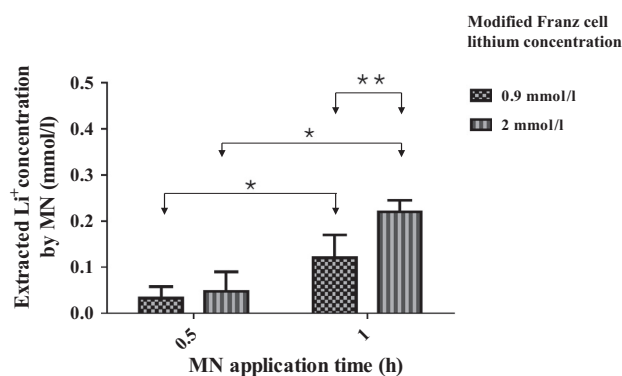 Modified Franz cell
lithium concentration
0.9 mmol/l
2 mmol/l
Extracted Li⁺concentration
by MN (mmol/l)
0.5
0.4
0.3
0.2
0.1
0.0
**
*
*
0.5
1
MN application time (h)